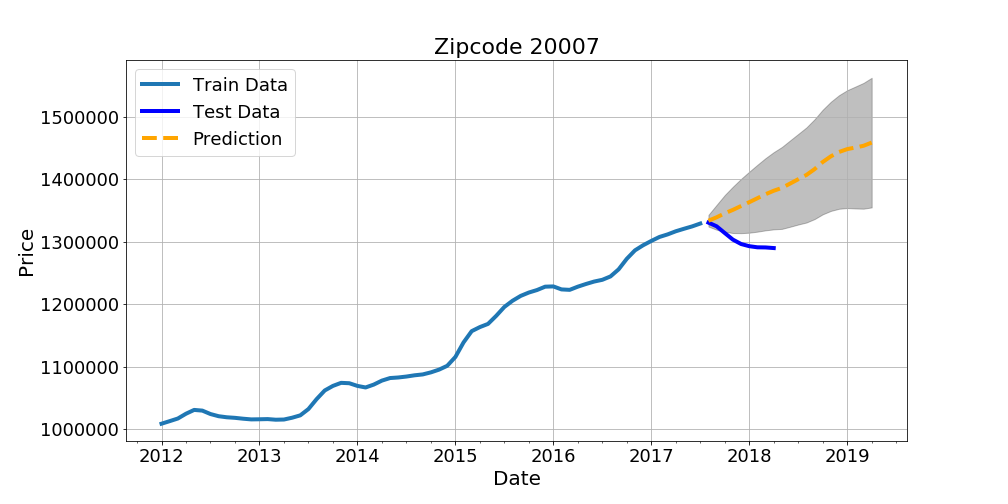 Zipcode 20007
Train Data
Test Data
Prediction
1500000
1400000
1300000
1200000
1100000
1000000
Price
2012 2013 2014 2015 2016 2017 2018 2019
Date